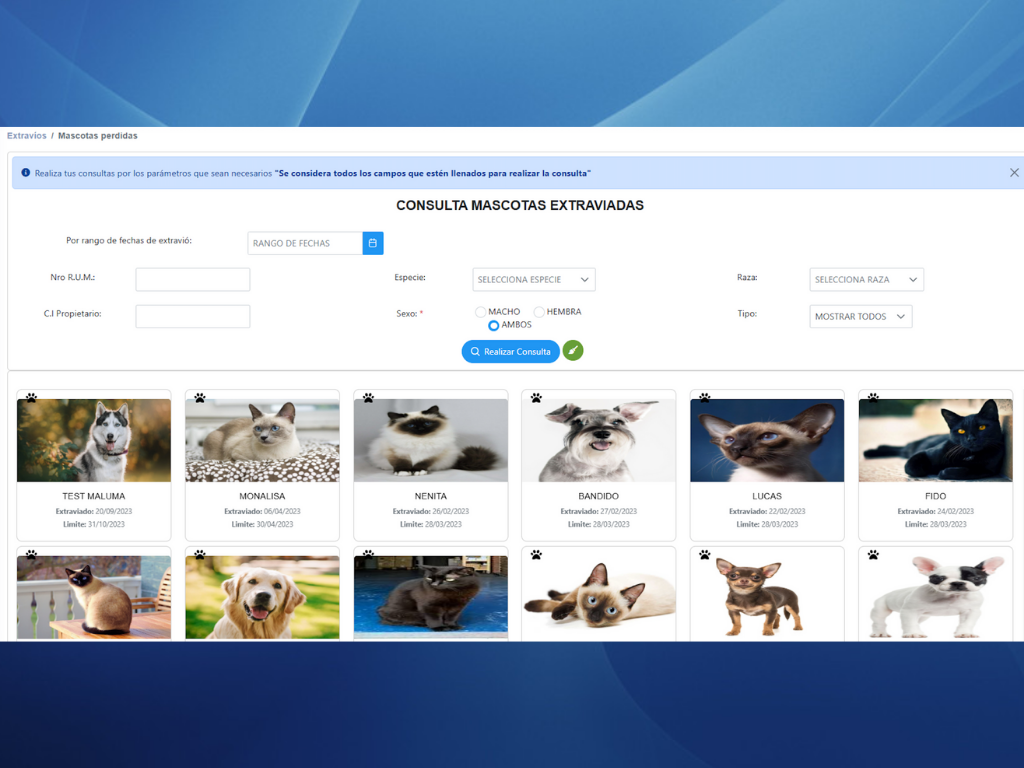 Extravios / Mascotas perdidas
Realiza tus consultas por los parámetros que sean necesarios "Se considera todos los campos que estén llenados para realizar la consulta"
CONSULTA MASCOTAS EXTRAVIADAS
Por rango de fechas de extravió:
RANGO DE FECHAS
Nro R.U.M.:
Especie:
SELECCIONA ESPECIE
Raza:
SELECCIONA RAZA
C.I Propietario:
Sexo: *
MACHO
HEMBRA
AMBOS
Tipo:
MOSTRAR TODOS
Realizar Consulta
TEST MALUMA
Extraviado: 20/09/2023
Limite: 31/10/2023
MONALISA
Extraviado: 06/04/2023
Limite: 30/04/2023
NENITA
Extraviado: 26/02/2023
Limite: 28/03/2023
BANDIDO
Extraviado: 27/02/2023
Limite: 28/03/2023
LUCAS
Extraviado: 22/02/2023
Limite: 28/03/2023
FIDO
Extraviado: 24/02/2023
Limite: 28/03/2023